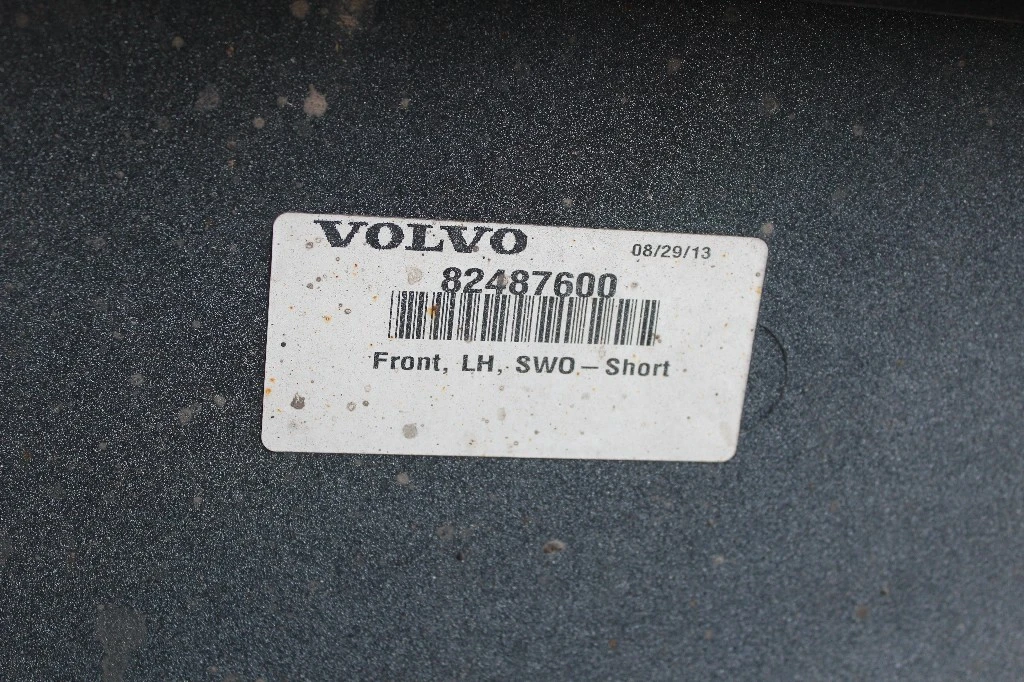 VOLVO 08/29/13
82487600
Front, LH, SWO – Short